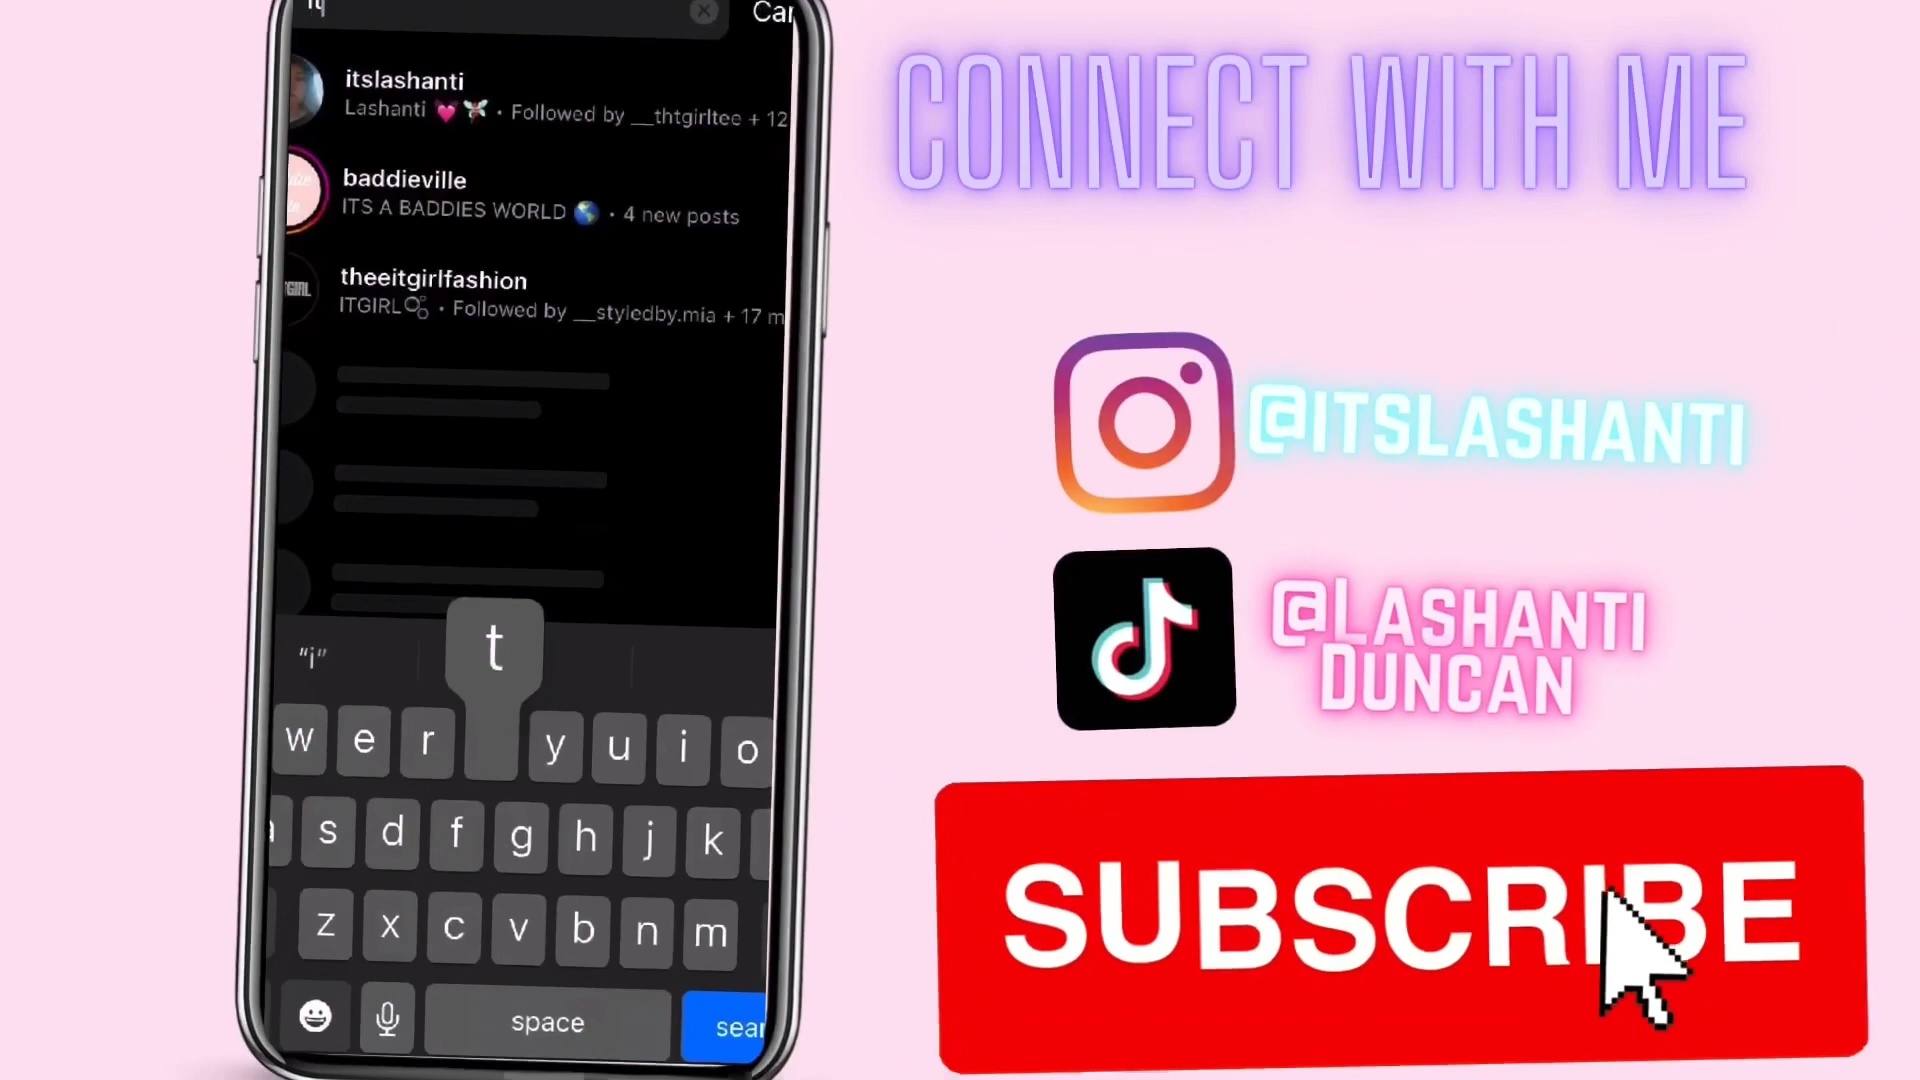 it
itslashanti
Lashanti 💓 🧚 • Followed by __thtgirltee + 12
baddieville
ITS A BADDIES WORLD 🌎 • 4 new posts
theeitgirlfashion
ITGIRL • Followed by __styledby.mia + 17 m
"i"
t
w e r y u i o
a s d f g h j k
z x c v b n m
space
sear
CONNECT WITH ME
@ITSLASHANTI
@LASHANTI
DUNCAN
SUBSCRIBE